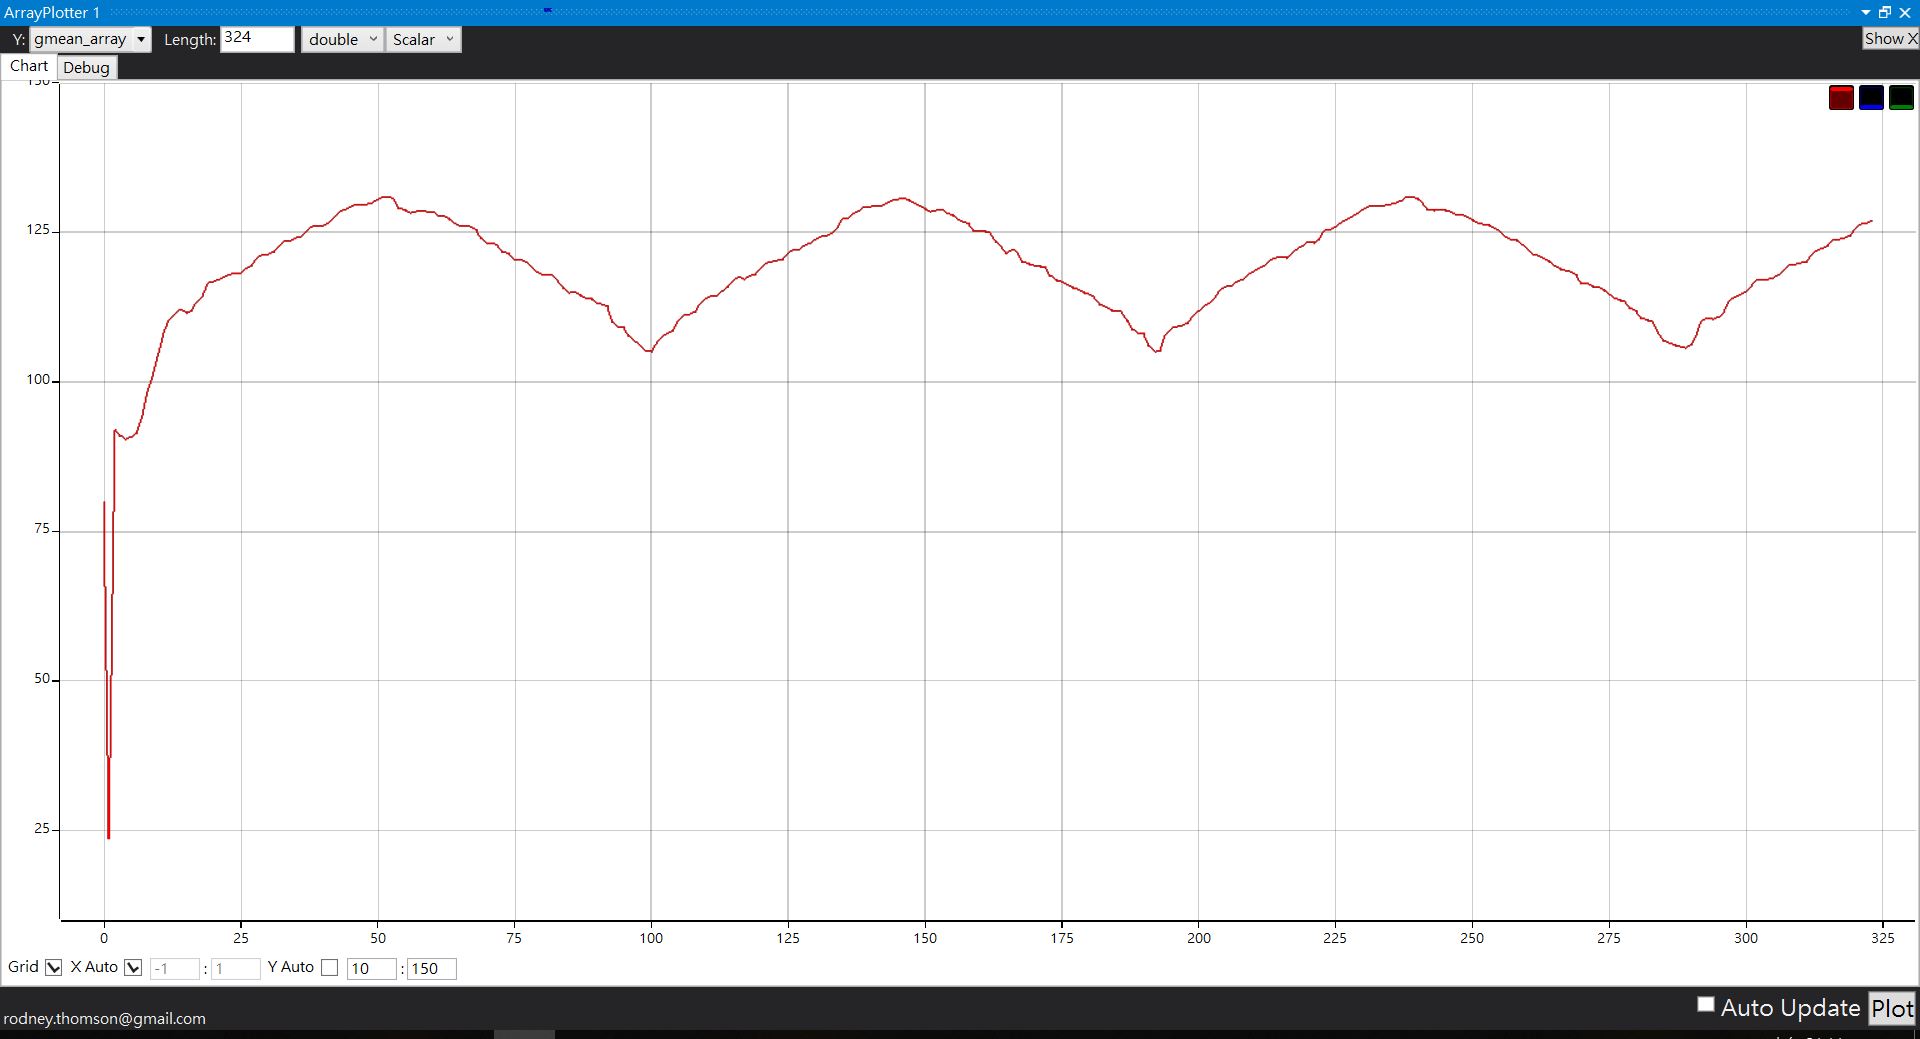 ArrayPlotter 1
Y: gmean_array Length: 324 double Scalar Show X
Chart Debug
150
125
100
75
50
25
0 25 50 75 100 125 150 175 200 225 250 275 300 325
Grid X Auto -1 : 1 Y Auto 10 : 150
Auto Update Plot
rodney.thomson@gmail.com